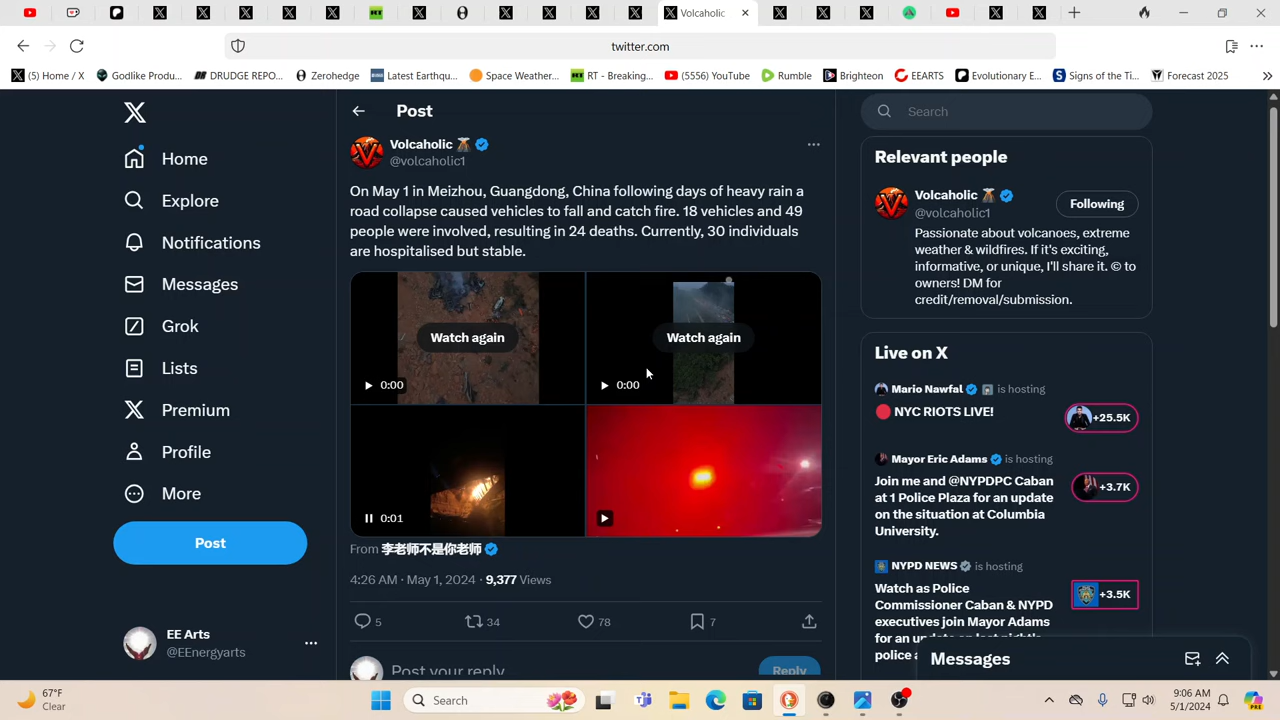 Volcaholic
twitter.com
(5) Home / X
Godlike Produ...
DRUDGE REPO...
Zerohedge
Latest Earthqu...
Space Weather...
RT - Breaking...
(5556) YouTube
Rumble
Brighteon
EEARTS
Evolutionary E...
Signs of the Ti...
Forecast 2025
Home
Explore
Notifications
Messages
Grok
Lists
Premium
Profile
More
Post
EE Arts
@EEnergyarts
Post
Volcaholic
@volcaholic1
On May 1 in Meizhou, Guangdong, China following days of heavy rain a
road collapse caused vehicles to fall and catch fire. 18 vehicles and 49
people were involved, resulting in 24 deaths. Currently, 30 individuals
are hospitalised but stable.
Watch again
0:00
Watch again
0:00
0:01
From 李老师不是你老师
4:26 AM · May 1, 2024 · 9,377 Views
5
34
78
7
Post your reply
Reply
Search
Relevant people
Volcaholic
@volcaholic1
Following
Passionate about volcanoes, extreme
weather & wildfires. If it's exciting,
informative, or unique, I'll share it. © to
owners! DM for
credit/removal/submission.
Live on X
Mario Nawfal is hosting
NYC RIOTS LIVE!
+25.5K
Mayor Eric Adams is hosting
Join me and @NYPDPC Caban
at 1 Police Plaza for an update
on the situation at Columbia
University.
+3.7K
NYPD NEWS is hosting
Watch as Police
Commissioner Caban & NYPD
executives join Mayor Adams
for an update on last night's
police a
+3.5K
Messages
67°F
Clear
Search
9:06 AM
5/1/2024